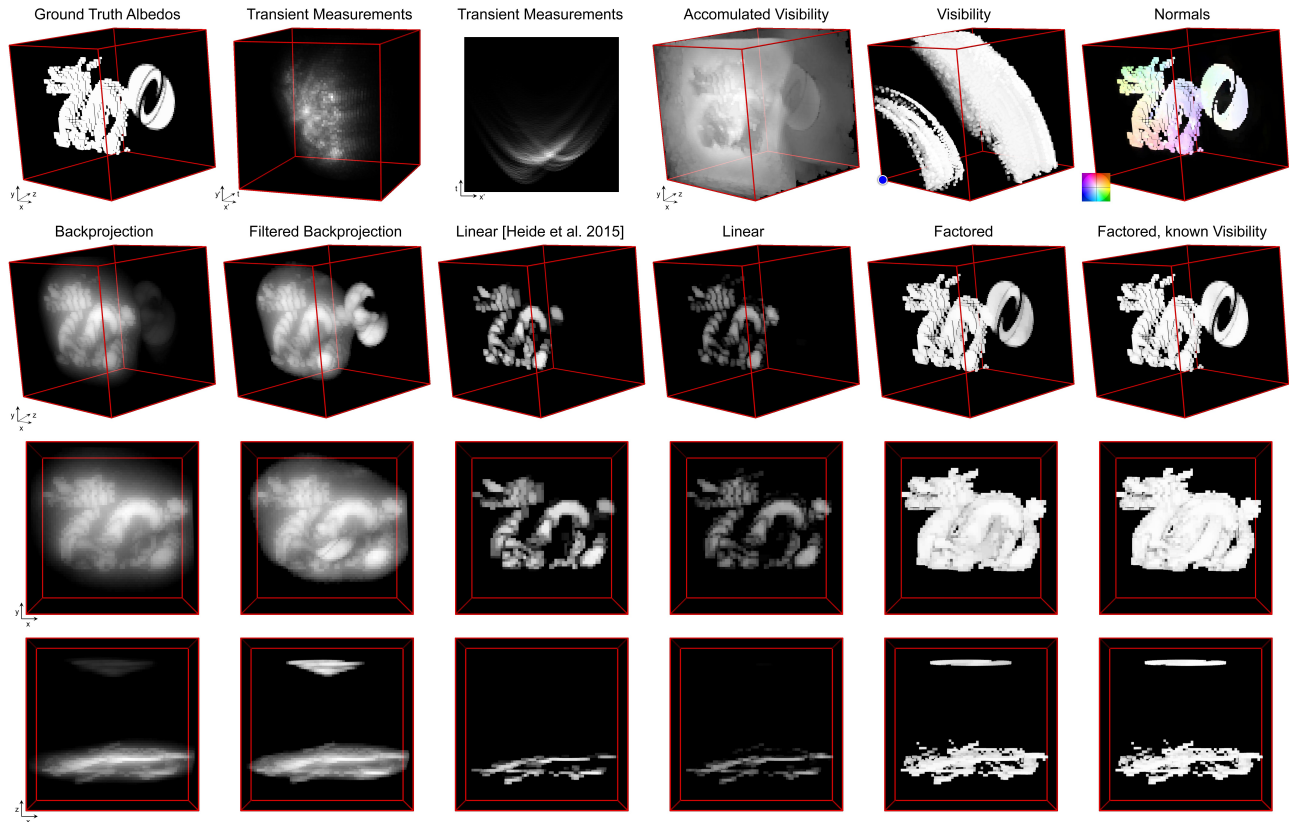 Ground Truth Albedos
Transient Measurements
Transient Measurements
Accomulated Visibility
Visibility
Normals
y z
x
y' t
x'
t
x'
y z
x
Backprojection
Filtered Backprojection
Linear [Heide et al. 2015]
Linear
Factored
Factored, known Visibility
y z
x
y
x
z
x